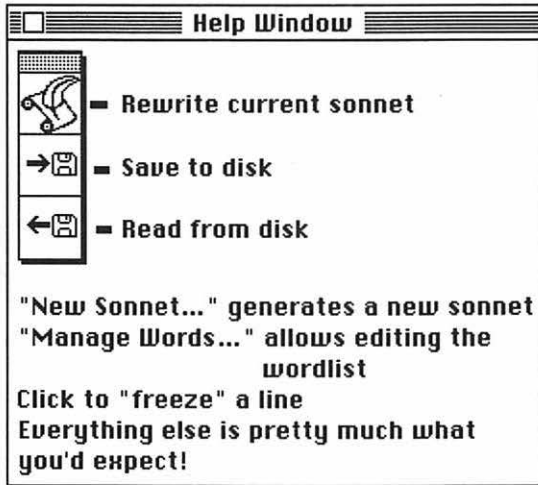 Help Window
= Rewrite current sonnet
= Save to disk
= Read from disk
"New Sonnet..." generates a new sonnet
"Manage Words..." allows editing the
wordlist
Click to "freeze" a line
Everything else is pretty much what
you'd expect!